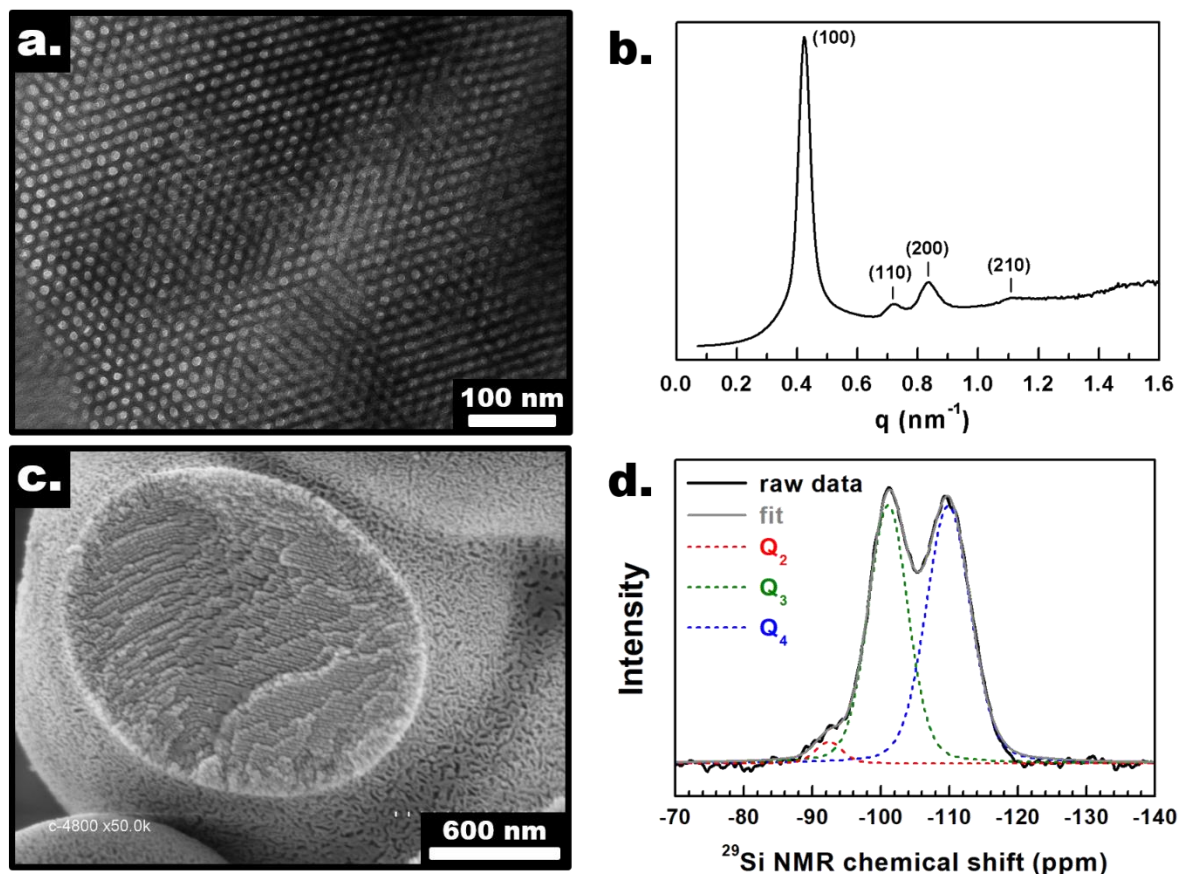 a.
100 nm
b.
(100)
(110)
(200)
(210)
0.0 0.2 0.4 0.6 0.8 1.0 1.2 1.4 1.6
q (nm⁻¹)
c.
c-4800 x50.0k
600 nm
d.
raw data
fit
Q₂
Q₃
Q₄
Intensity
-70 -80 -90 -100 -110 -120 -130 -140
²⁹Si NMR chemical shift (ppm)